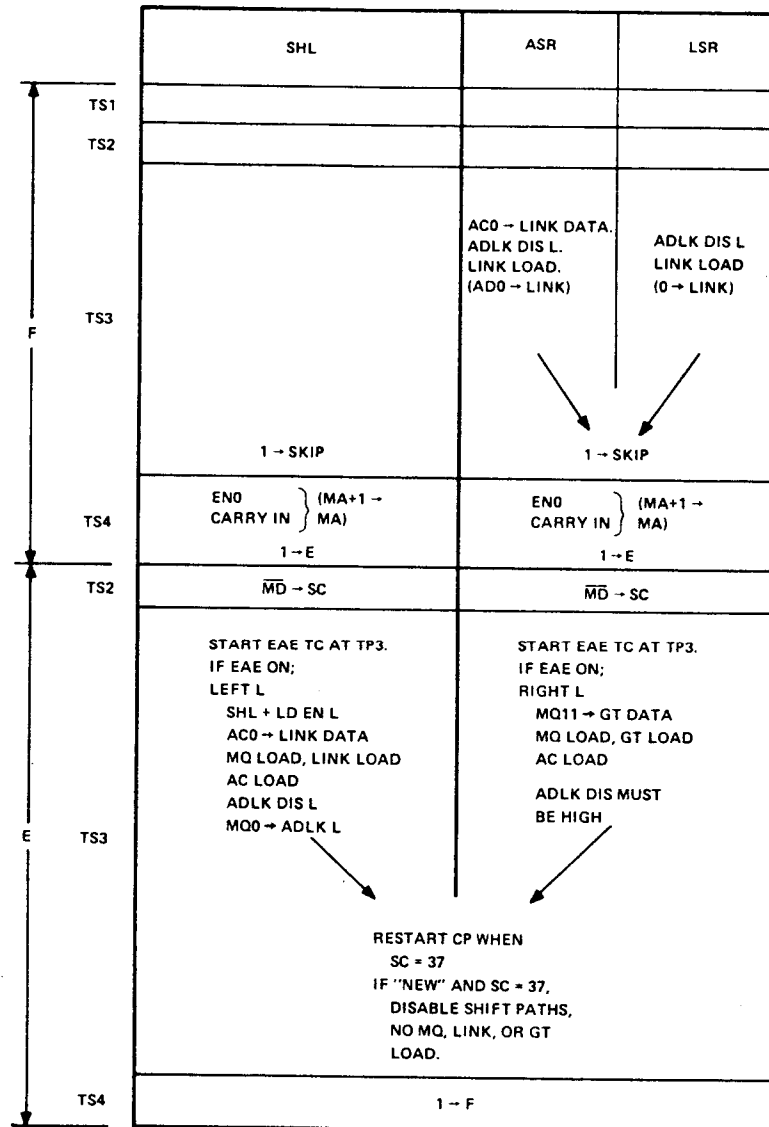 SHL ASR LSR
TS1
TS2
AC0 → LINK DATA.
ADLK DIS L.
LINK LOAD.
(AD0 → LINK)
ADLK DIS L
LINK LOAD
(0 → LINK)
TS3
F
1 → SKIP
1 → SKIP
TS4
EN0
CARRY IN } (MA+1 →
MA)
1 → E
EN0
CARRY IN } (MA+1 →
MA)
1 → E
TS2
M̅D̅ → SC
M̅D̅ → SC
START EAE TC AT TP3.
IF EAE ON;
LEFT L
SHL + LD EN L
AC0 → LINK DATA
MQ LOAD, LINK LOAD
AC LOAD
ADLK DIS L
MQ0 → ADLK L
START EAE TC AT TP3.
IF EAE ON;
RIGHT L
MQ11 → GT DATA
MQ LOAD, GT LOAD
AC LOAD
ADLK DIS MUST
BE HIGH
E
TS3
RESTART CP WHEN
SC = 37
IF "NEW" AND SC = 37,
DISABLE SHIFT PATHS,
NO MQ, LINK, OR GT
LOAD.
TS4
1 → F